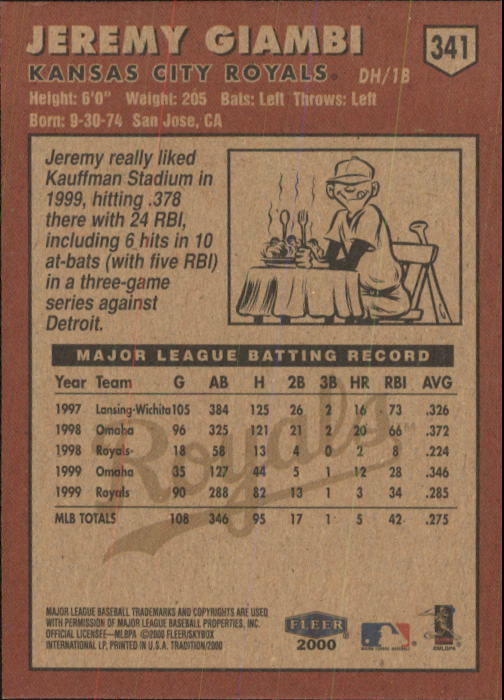 JEREMY GIAMBI
341
KANSAS CITY ROYALS. DH/1B
Height: 6'0" Weight: 205 Bats: Left Throws: Left
Born: 9-30-74 San Jose, CA
Jeremy really liked
Kauffman Stadium in
1999, hitting .378
there with 24 RBI,
including 6 hits in 10
at-bats (with five RBI)
in a three-game
series against
Detroit.
MAJOR LEAGUE BATTING RECORD
Year Team G AB H 2B 3B HR RBI AVG
1997 Lansing-Wichita 105 384 125 26 2 16 73 .326
1998 Omaha 96 325 121 21 2 20 66 .372
1998 Royals 18 58 13 4 0 2 8 .224
1999 Omaha 35 127 44 5 1 12 28 .346
1999 Royals 90 288 82 13 1 3 34 .285
MLB TOTALS 108 346 95 17 1 5 42 .275
Royals
MAJOR LEAGUE BASEBALL TRADEMARKS AND COPYRIGHTS ARE USED
WITH PERMISSION OF MAJOR LEAGUE BASEBALL PROPERTIES, INC.
OFFICIAL LICENSEE—MLBPA ©2000 FLEER/SKYBOX
INTERNATIONAL LP, PRINTED IN U.S.A. TRADITION/2000
FLEER
2000
©MLBPA